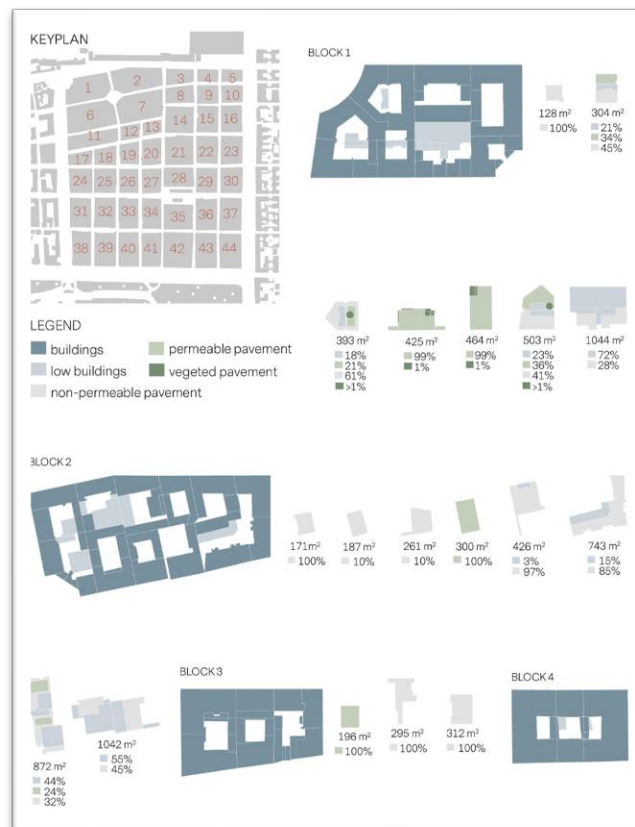 KEYPLAN
1
2
3
4
5
6
7
8
9
10
11
12
13
14
15
16
17
18
19
20
21
22
23
24
25
26
27
28
29
30
31
32
33
34
35
36
37
38
39
40
41
42
43
44
LEGEND
buildings
low buildings
non-permeable pavement
permeable pavement
vegeted pavement
BLOCK 1
128 m²
100%
304 m²
21%
34%
45%
393 m²
18%
21%
61%
>1%
425 m²
99%
1%
464 m²
99%
1%
503 m²
23%
36%
41%
>1%
1044 m²
72%
28%
BLOCK 2
171m²
100%
187 m²
10%
261 m²
10%
300 m²
100%
426 m²
3%
97%
743 m²
15%
85%
872 m²
44%
24%
32%
1042 m²
55%
45%
BLOCK 3
196 m²
100%
295 m²
100%
312 m²
100%
BLOCK 4